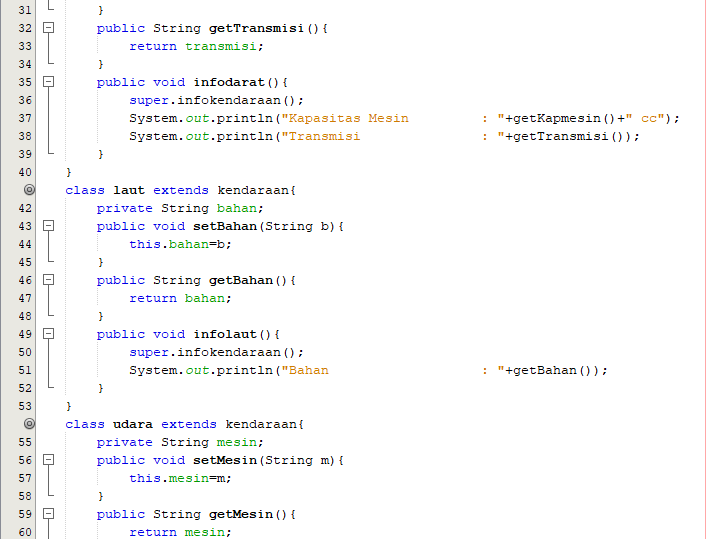 31 }
32 public String getTransmisi(){
33 return transmisi;
34 }
35 public void infodarat(){
36 super.infokendaraan();
37 System.out.println("Kapasitas Mesin         : "+getKapmesin()+" cc");
38 System.out.println("Transmisi               : "+getTransmisi());
39 }
40 }
class laut extends kendaraan{
42 private String bahan;
43 public void setBahan(String b){
44 this.bahan=b;
45 }
46 public String getBahan(){
47 return bahan;
48 }
49 public void infolaut(){
50 super.infokendaraan();
51 System.out.println("Bahan                   : "+getBahan());
52 }
53 }
class udara extends kendaraan{
55 private String mesin;
56 public void setMesin(String m){
57 this.mesin=m;
58 }
59 public String getMesin(){
60 return mesin;